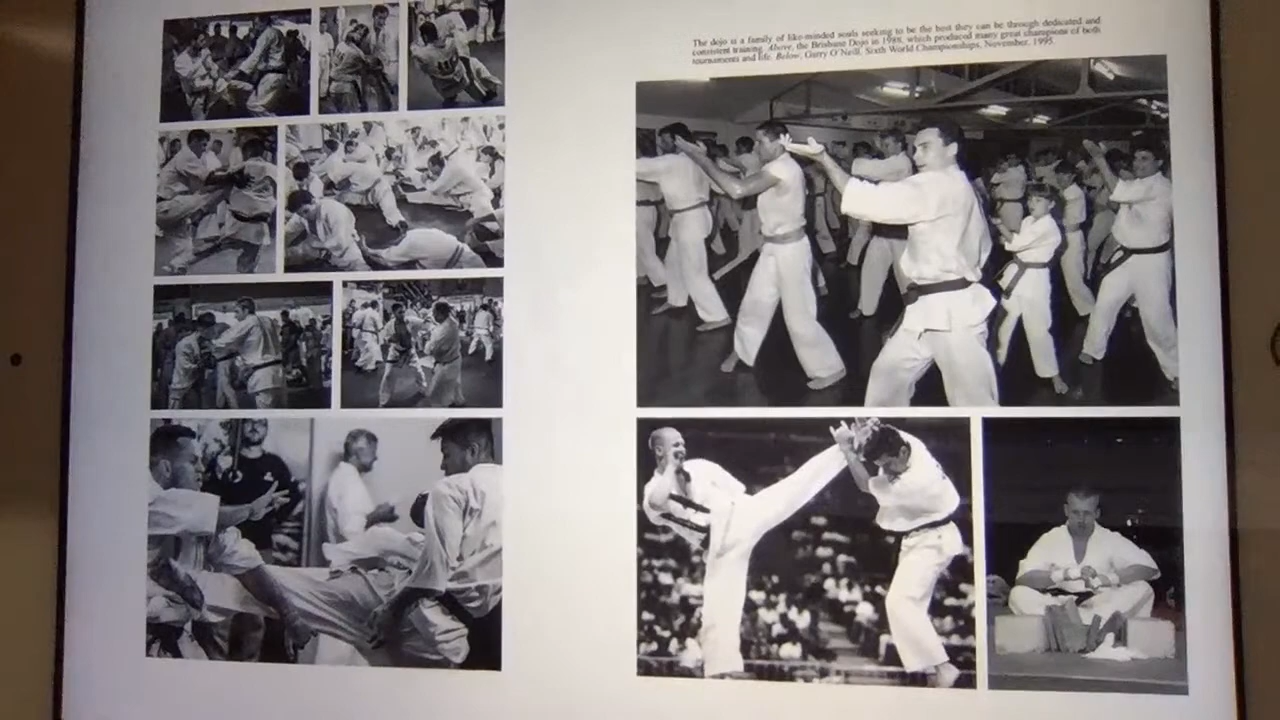 The dojo is a family of like-minded souls seeking to be the best they can be through dedicated and
consistent training. Above, the Brisbane Dojo in 1988, which produced many great champions of both
tournaments and life. Below, Garry O'Neill, Sixth World Championships, November, 1995.